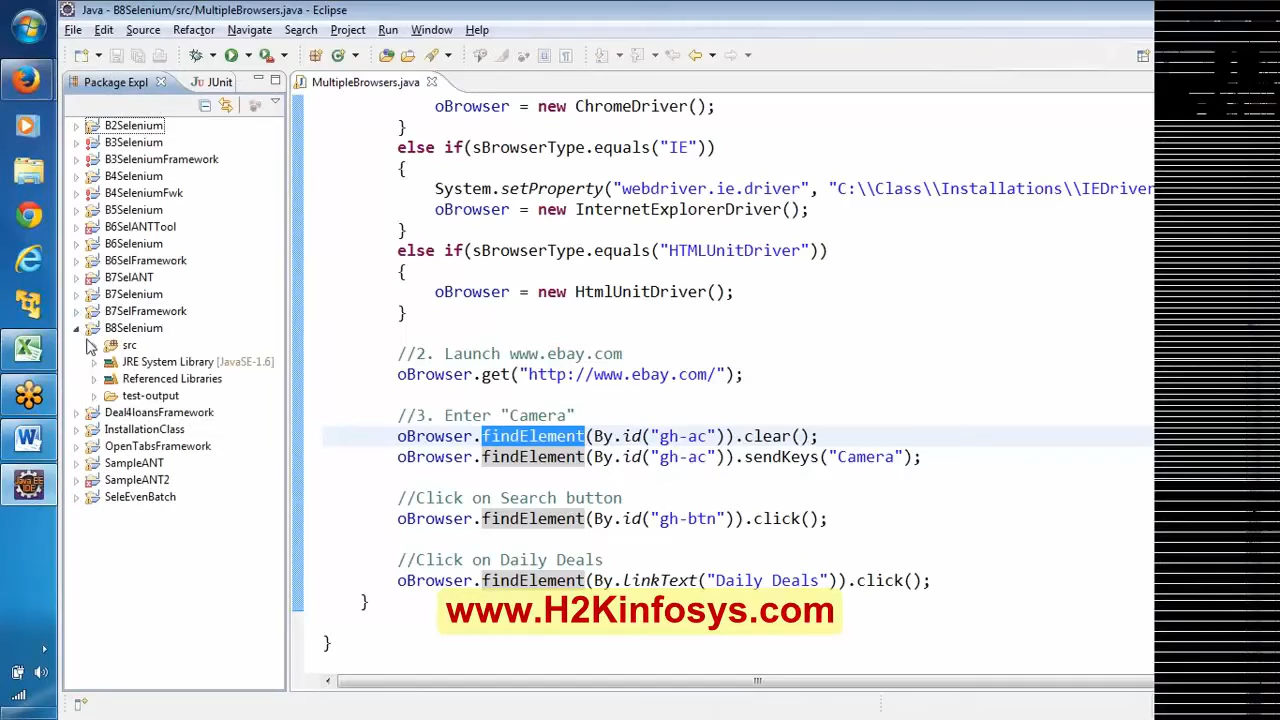 Java - B8Selenium/src/MultipleBrowsers.java - Eclipse
File Edit Source Refactor Navigate Search Project Run Window Help
Package Expl JUnit MultipleBrowsers.java
B2Selenium
B3Selenium
B3SeleniumFramework
B4Selenium
B4SeleniumFwk
B5Selenium
B6SelANTTool
B6Selenium
B6SelFramework
B7SelANT
B7Selenium
B7SelFramework
B8Selenium
src
JRE System Library [JavaSE-1.6]
Referenced Libraries
test-output
Deal4loansFramework
InstallationClass
OpenTabsFramework
SampleANT
SampleANT2
SeleEvenBatch
oBrowser = new ChromeDriver();
}
else if(sBrowserType.equals("IE"))
{
System.setProperty("webdriver.ie.driver", "C:\\Class\\Installations\\IEDriver
oBrowser = new InternetExplorerDriver();
}
else if(sBrowserType.equals("HTMLUnitDriver"))
{
oBrowser = new HtmlUnitDriver();
}
//2. Launch www.ebay.com
oBrowser.get("http://www.ebay.com/");
//3. Enter "Camera"
oBrowser.findElement(By.id("gh-ac")).clear();
oBrowser.findElement(By.id("gh-ac")).sendKeys("Camera");
//Click on Search button
oBrowser.findElement(By.id("gh-btn")).click();
//Click on Daily Deals
oBrowser.findElement(By.linkText("Daily Deals")).click();
}
www.H2Kinfosys.com
}